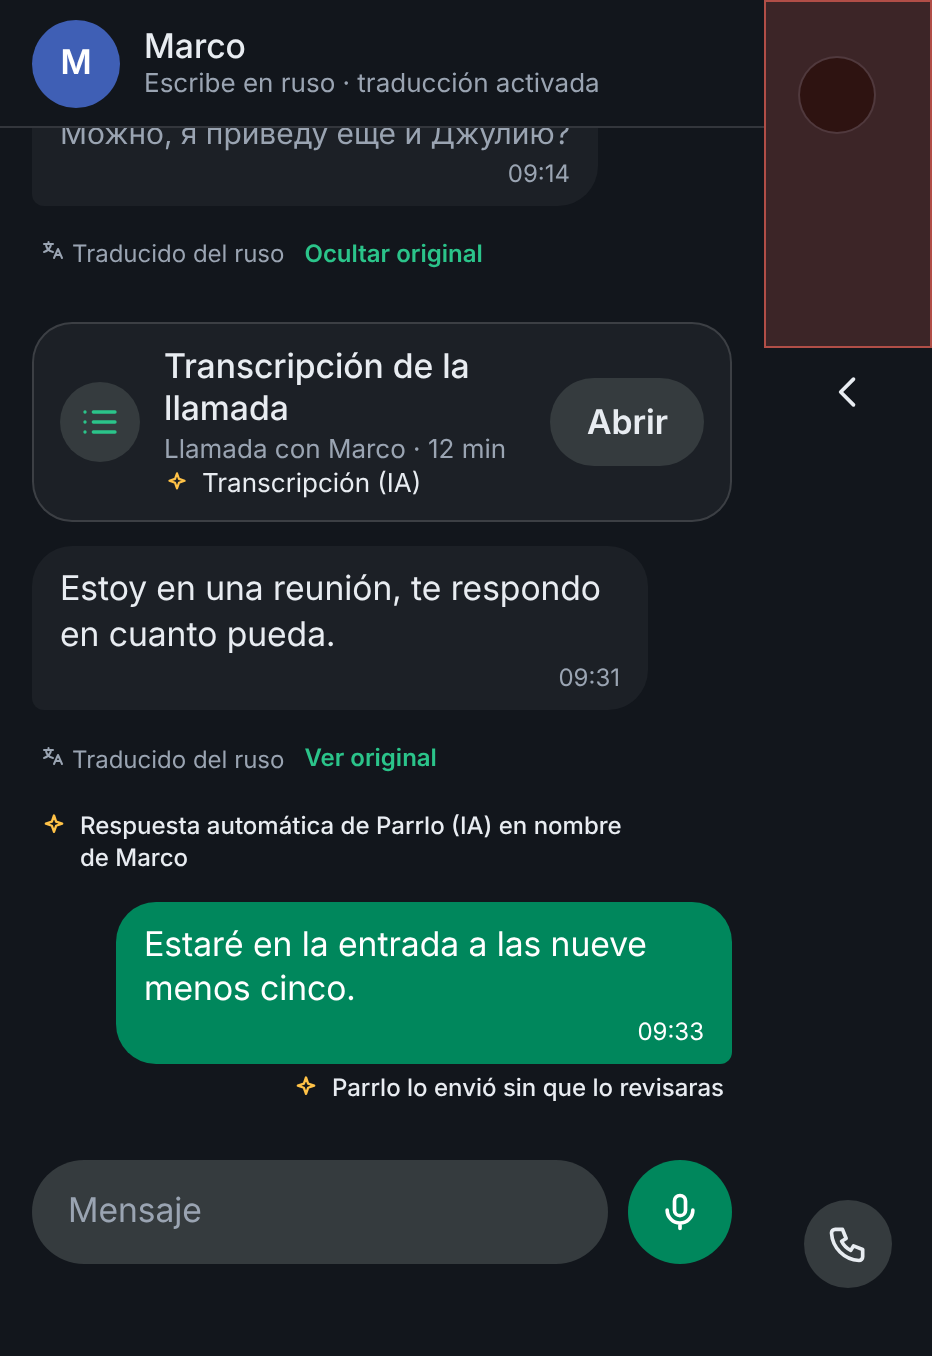 M
Marco
Escribe en ruso · traducción activada
Можно, я приведу ещё и Джулию?
09:14
Traducido del ruso Ocultar original
Transcripción de la
llamada
Llamada con Marco · 12 min
Transcripción (IA)
Abrir
Estoy en una reunión, te respondo
en cuanto pueda.
09:31
Traducido del ruso Ver original
Respuesta automática de Parrlo (IA) en nombre
de Marco
Estaré en la entrada a las nueve
menos cinco.
09:33
Parrlo lo envió sin que lo revisaras
Mensaje